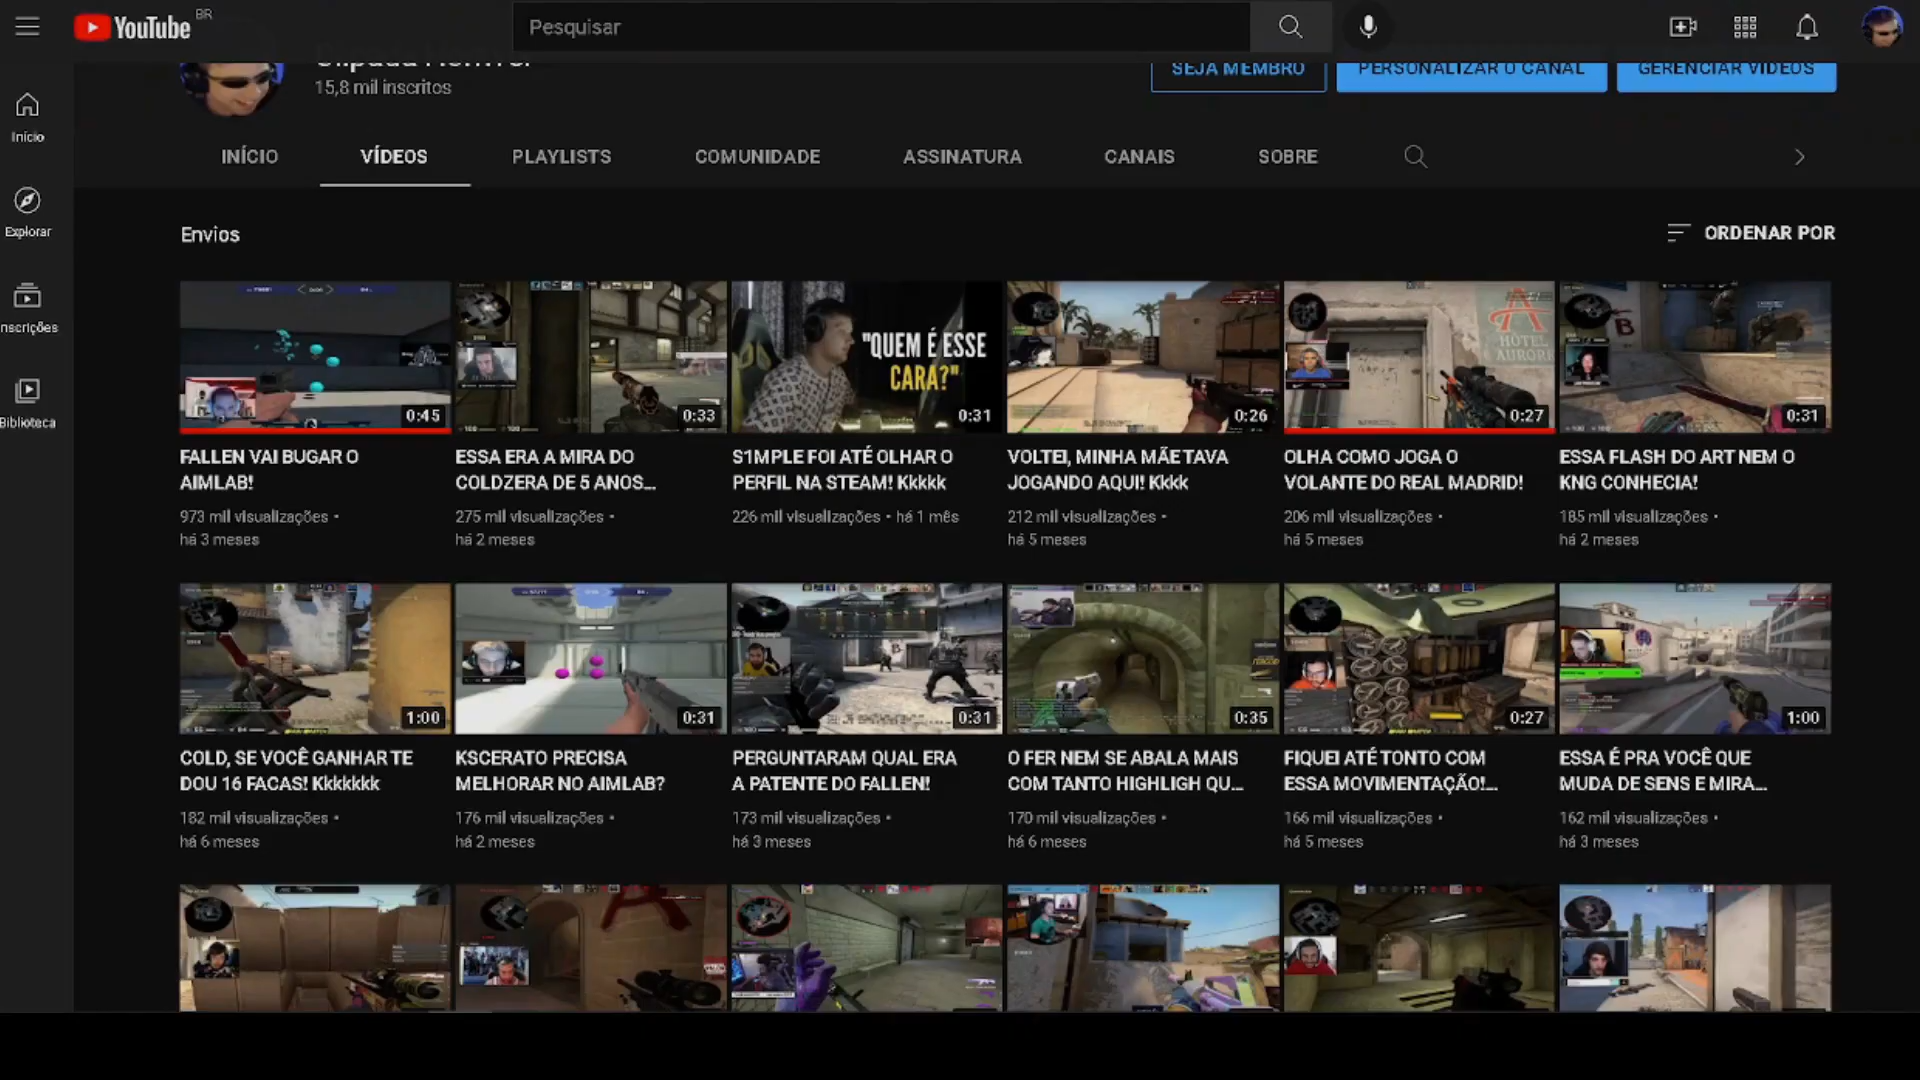 YouTube BR
Pesquisar
15,8 mil inscritos
SEJA MEMBRO
PERSONALIZAR O CANAL
GERENCIAR VÍDEOS
Início
Explorar
nscrições
Biblioteca
INÍCIO
VÍDEOS
PLAYLISTS
COMUNIDADE
ASSINATURA
CANAIS
SOBRE
Envios
ORDENAR POR
0:45
0:33
"QUEM É ESSE
CARA?"
0:31
0:26
HOTEL
AURORE
0:27
B
0:31
FALLEN VAI BUGAR O
AIMLAB!
973 mil visualizações •
há 3 meses
ESSA ERA A MIRA DO
COLDZERA DE 5 ANOS...
275 mil visualizações •
há 2 meses
S1MPLE FOI ATÉ OLHAR O
PERFIL NA STEAM! Kkkkk
226 mil visualizações • há 1 mês
VOLTEI, MINHA MÃE TAVA
JOGANDO AQUI! Kkkk
212 mil visualizações •
há 5 meses
OLHA COMO JOGA O
VOLANTE DO REAL MADRID!
206 mil visualizações •
há 5 meses
ESSA FLASH DO ART NEM O
KNG CONHECIA!
185 mil visualizações •
há 2 meses
1:00
0:31
0:31
0:35
0:27
1:00
COLD, SE VOCÊ GANHAR TE
DOU 16 FACAS! Kkkkkkk
182 mil visualizações •
há 6 meses
KSCERATO PRECISA
MELHORAR NO AIMLAB?
176 mil visualizações •
há 2 meses
PERGUNTARAM QUAL ERA
A PATENTE DO FALLEN!
173 mil visualizações •
há 3 meses
O FER NEM SE ABALA MAIS
COM TANTO HIGHLIGH QU...
170 mil visualizações •
há 6 meses
FIQUEI ATÉ TONTO COM
ESSA MOVIMENTAÇÃO!...
166 mil visualizações •
há 5 meses
ESSA É PRA VOCÊ QUE
MUDA DE SENS E MIRA...
162 mil visualizações •
há 3 meses